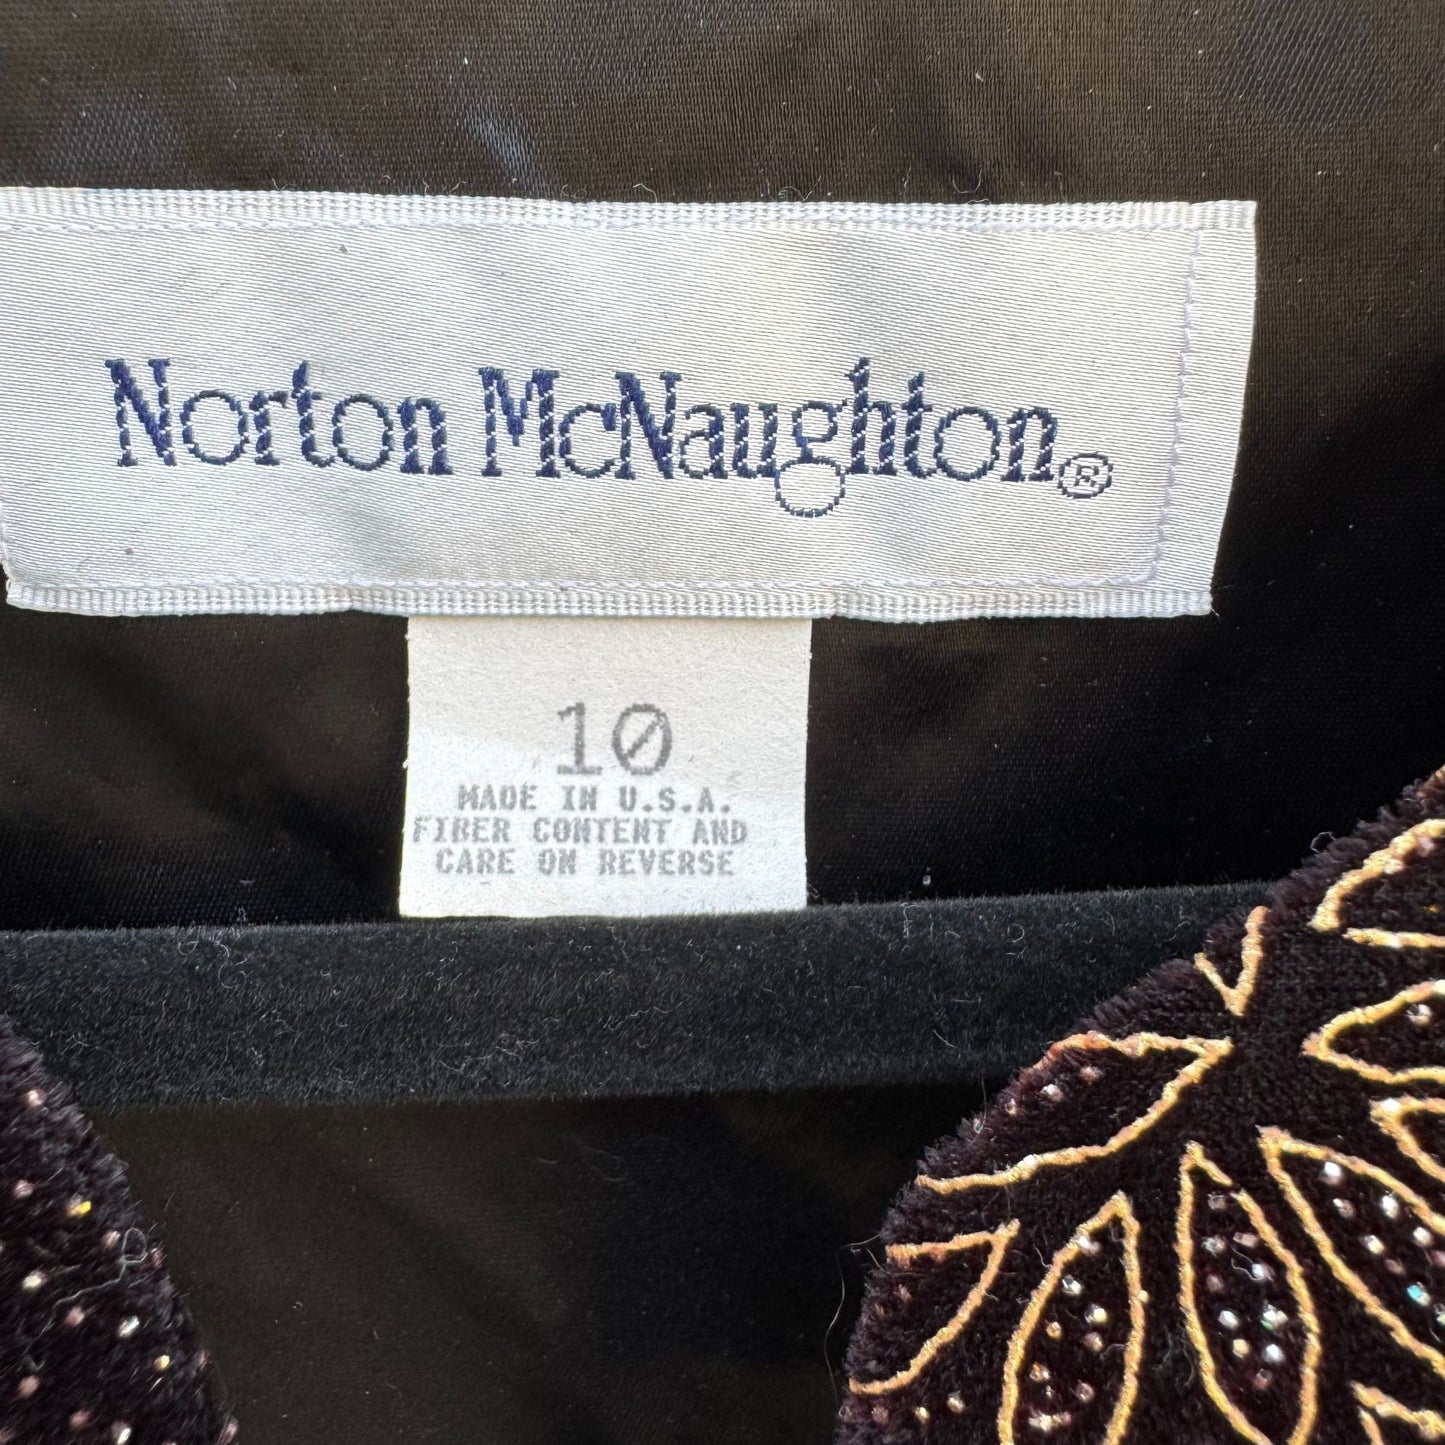 Norton McNaughton®
10
MADE IN U.S.A.
FIBER CONTENT AND
CARE ON REVERSE